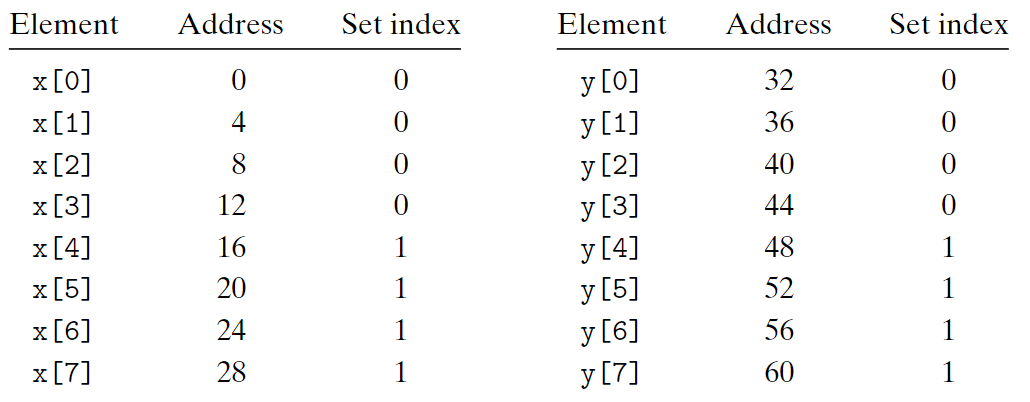 Element Address Set index Element Address Set index
x[0] 0 0 y[0] 32 0
x[1] 4 0 y[1] 36 0
x[2] 8 0 y[2] 40 0
x[3] 12 0 y[3] 44 0
x[4] 16 1 y[4] 48 1
x[5] 20 1 y[5] 52 1
x[6] 24 1 y[6] 56 1
x[7] 28 1 y[7] 60 1